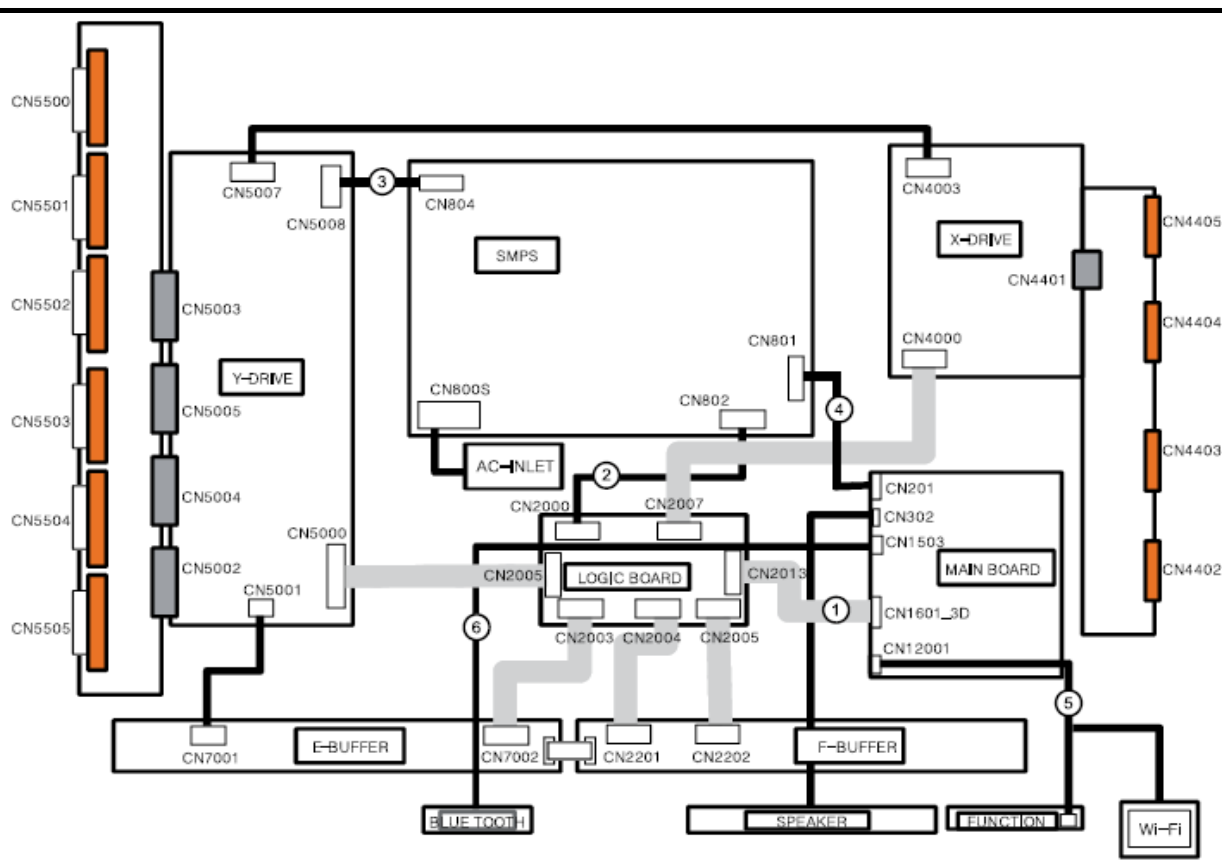 CN5500
CN5501
CN5502
CN5503
CN5504
CN5505
CN5007
CN5008
CN5003
CN5005
CN5004
CN5002
Y-DRIVE
CN5000
CN5001
3
CN804
SMPS
CN801
CN800S
CN802
AC-INLET
2
4
CN4003
X-DRIVE
CN4401
CN4000
CN4405
CN4404
CN4403
CN4402
CN2000
CN2007
CN2005
LOGIC BOARD
CN2013
CN2003
CN2004
CN2005
1
6
CN201
CN302
CN1503
MAIN BOARD
CN1601_3D
CN12001
5
CN7001
E-BUFFER
CN7002
CN2201
CN2202
F-BUFFER
BLUE TOOTH
SPEAKER
FUNCTION
Wi-Fi